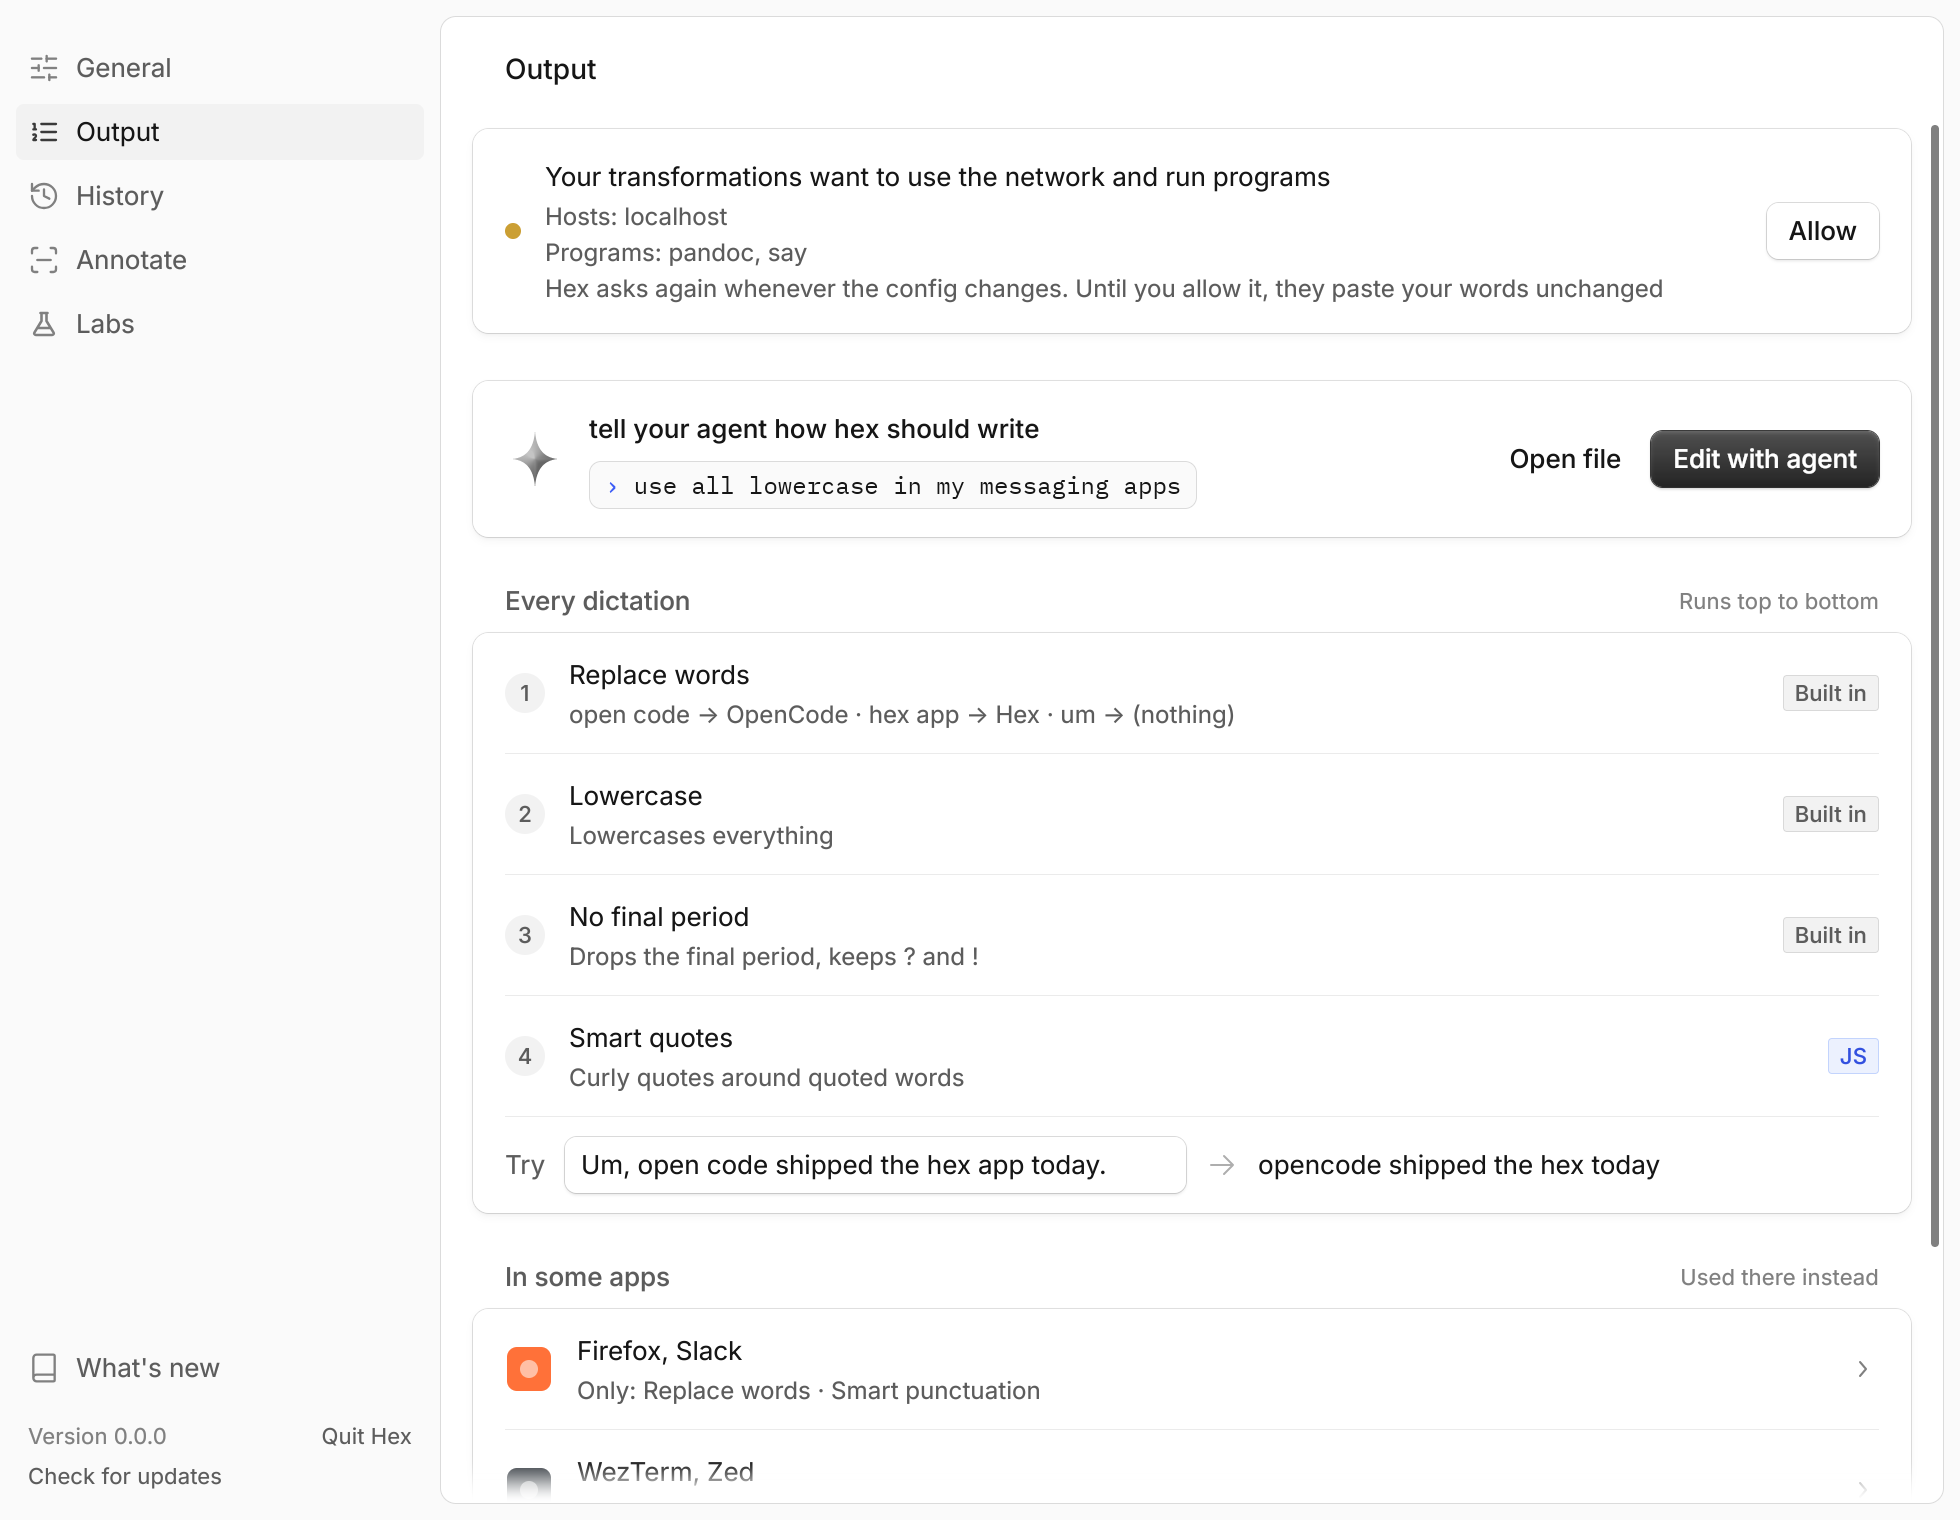 General
Output
History
Annotate
Labs
What's new
Version 0.0.0
Quit Hex
Check for updates
Output
Your transformations want to use the network and run programs
Hosts: localhost
Programs: pandoc, say
Hex asks again whenever the config changes. Until you allow it, they paste your words unchanged
Allow
tell your agent how hex should write
› use all lowercase in my messaging apps
Open file
Edit with agent
Every dictation
Runs top to bottom
1
Replace words
open code → OpenCode · hex app → Hex · um → (nothing)
Built in
2
Lowercase
Lowercases everything
Built in
3
No final period
Drops the final period, keeps ? and !
Built in
4
Smart quotes
Curly quotes around quoted words
JS
Try
Um, open code shipped the hex app today.
→ opencode shipped the hex today
In some apps
Used there instead
Firefox, Slack
Only: Replace words · Smart punctuation
WezTerm, Zed